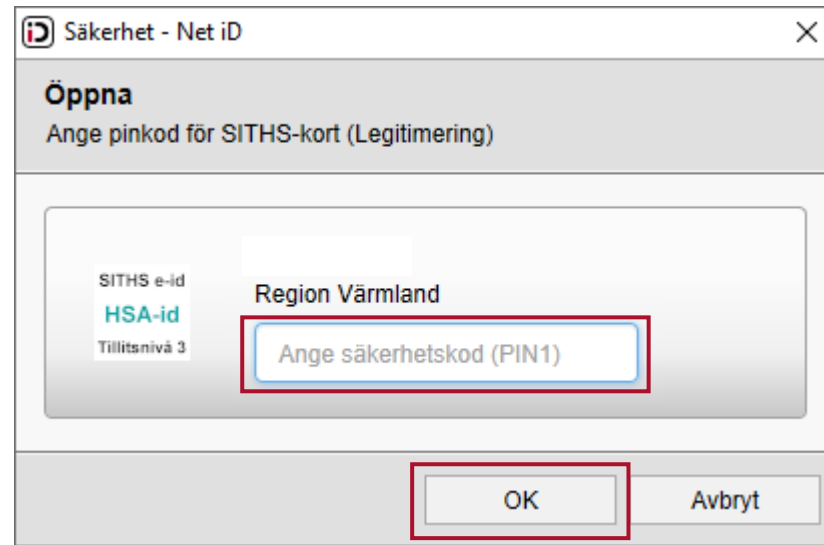 iD Säkerhet - Net iD
Öppna
Ange pinkod för SITHS-kort (Legitimering)
SITHS e-id
HSA-id
Tillitsnivå 3
Region Värmland
Ange säkerhetskod (PIN1)
OK
Avbryt